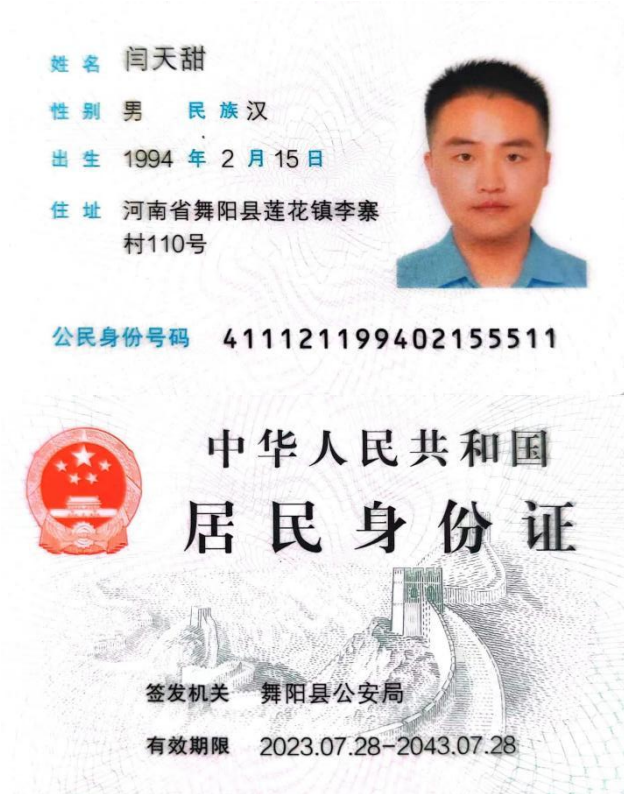 姓名 闫天甜
性别 男 民族 汉
出生 1994 年 2 月 15 日
住址 河南省舞阳县莲花镇李寨
村110号
公民身份号码 411121199402155511
中华人民共和国
居民身份证
签发机关 舞阳县公安局
有效期限 2023.07.28-2043.07.28